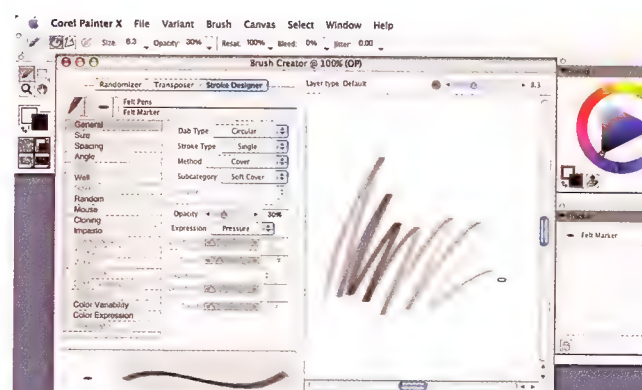 Corel Painter X File Variant Brush Canvas Select Window Help
Size 8.3 Opacity 30% Resat 100% Bleed 0% Jitter 0.00
Brush Creator @ 100% (OP)
Randomizer Transposer Stroke Designer Layer type Default 8.3
Felt Pens
Felt Marker
General
Size
Spacing
Angle
Well
Random
Mouse
Cloning
Impasto
Color Variability
Color Expression
Dab Type Circular
Stroke Type Single
Method Cover
Subcategory Soft Cover
Opacity 30%
Expression Pressure
Felt Marker